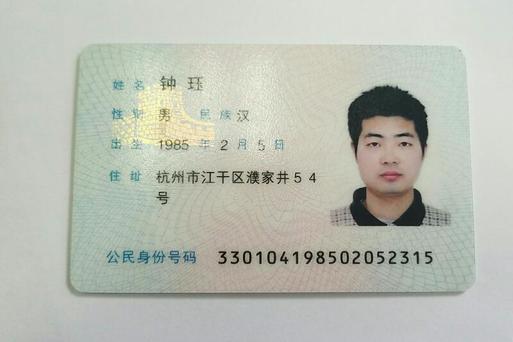 姓名 钟珏
性别 男 民族 汉
出生 1985 年 2 月 5 日
住址 杭州市江干区濮家井54
号
公民身份号码 330104198502052315